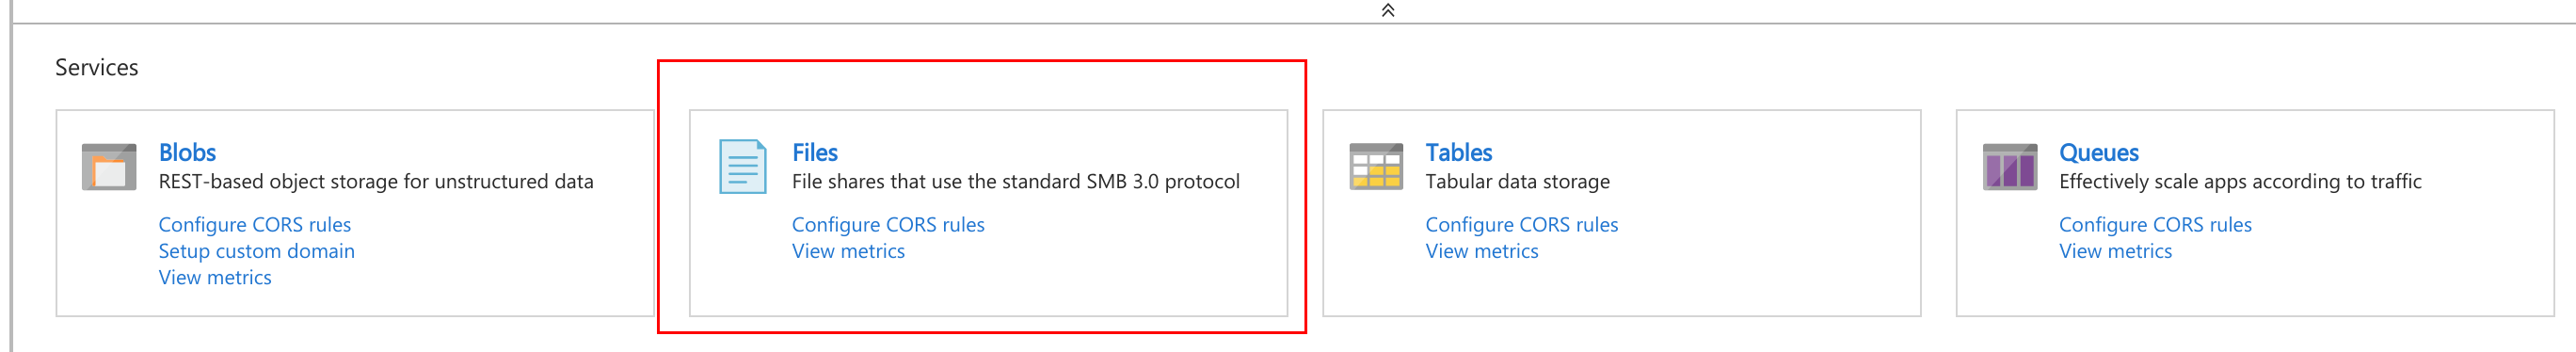 Services
Blobs
REST-based object storage for unstructured data
Configure CORS rules
Setup custom domain
View metrics
Files
File shares that use the standard SMB 3.0 protocol
Configure CORS rules
View metrics
Tables
Tabular data storage
Configure CORS rules
View metrics
Queues
Effectively scale apps according to traffic
Configure CORS rules
View metrics